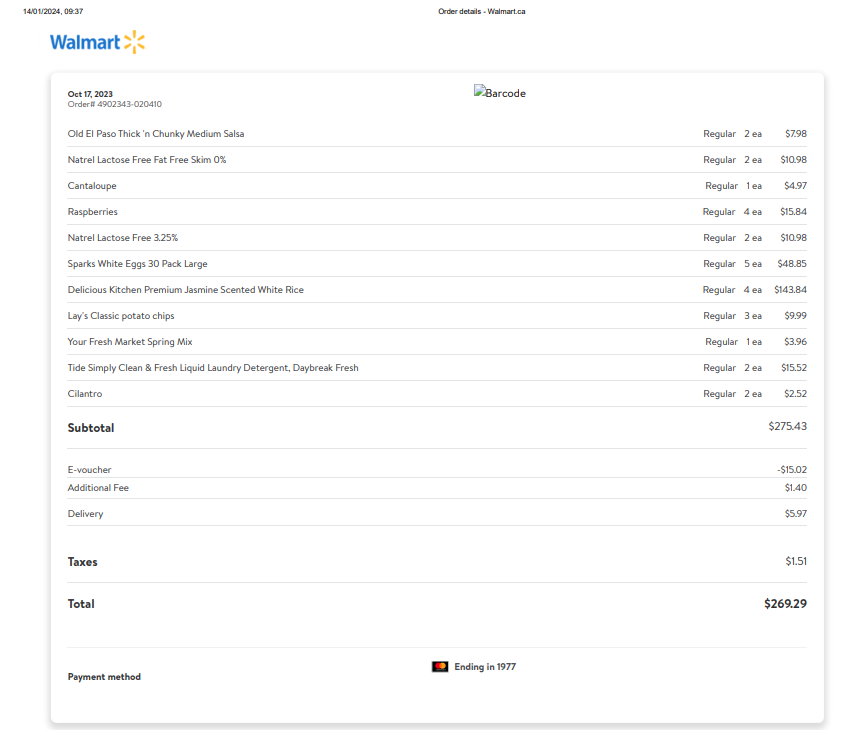 14/01/2024, 09:37 Order details - Walmart.ca
Walmart
Oct 17, 2023 Barcode
Order# 4902343-020410
Old El Paso Thick 'n Chunky Medium Salsa Regular 2 ea $7.98
Natrel Lactose Free Fat Free Skim 0% Regular 2 ea $10.98
Cantaloupe Regular 1 ea $4.97
Raspberries Regular 4 ea $15.84
Natrel Lactose Free 3.25% Regular 2 ea $10.98
Sparks White Eggs 30 Pack Large Regular 5 ea $48.85
Delicious Kitchen Premium Jasmine Scented White Rice Regular 4 ea $143.84
Lay's Classic potato chips Regular 3 ea $9.99
Your Fresh Market Spring Mix Regular 1 ea $3.96
Tide Simply Clean & Fresh Liquid Laundry Detergent, Daybreak Fresh Regular 2 ea $15.52
Cilantro Regular 2 ea $2.52
Subtotal $275.43
E-voucher -$15.02
Additional Fee $1.40
Delivery $5.97
Taxes $1.51
Total $269.29
Ending in 1977
Payment method